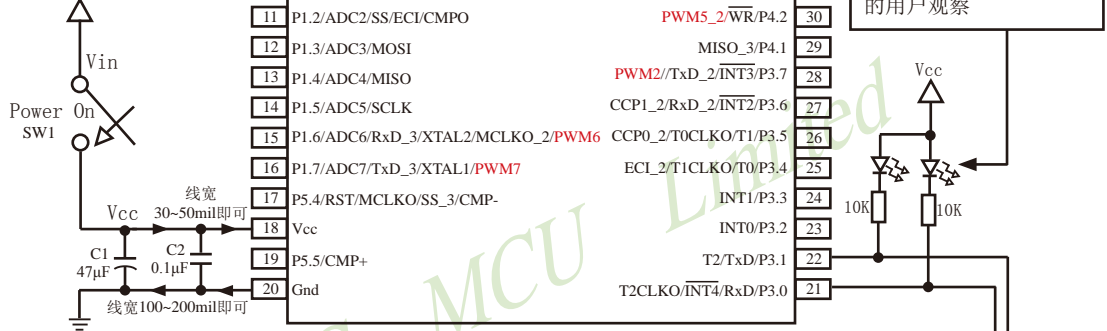 的用户观察
11 P1.2/ADC2/SS/ECI/CMPO
PWM5_2/WR/P4.2 30
12 P1.3/ADC3/MOSI
MISO_3/P4.1 29
13 P1.4/ADC4/MISO
PWM2//TxD_2/INT3/P3.7 28
14 P1.5/ADC5/SCLK
CCP1_2/RxD_2/INT2/P3.6 27
15 P1.6/ADC6/RxD_3/XTAL2/MCLKO_2/PWM6
CCP0_2/T0CLKO/T1/P3.5 26
16 P1.7/ADC7/TxD_3/XTAL1/PWM7
ECI_2/T1CLKO/T0/P3.4 25
17 P5.4/RST/MCLKO/SS_3/CMP-
INT1/P3.3 24
18 Vcc
INT0/P3.2 23
19 P5.5/CMP+
T2/TxD/P3.1 22
20 Gnd
T2CLKO/INT4/RxD/P3.0 21
Vin
Power On
SW1
Vcc
线宽
30~50mil即可
C1
47μF
C2
0.1μF
线宽100~200mil即可
Vcc
10K
10K
MCU Limited